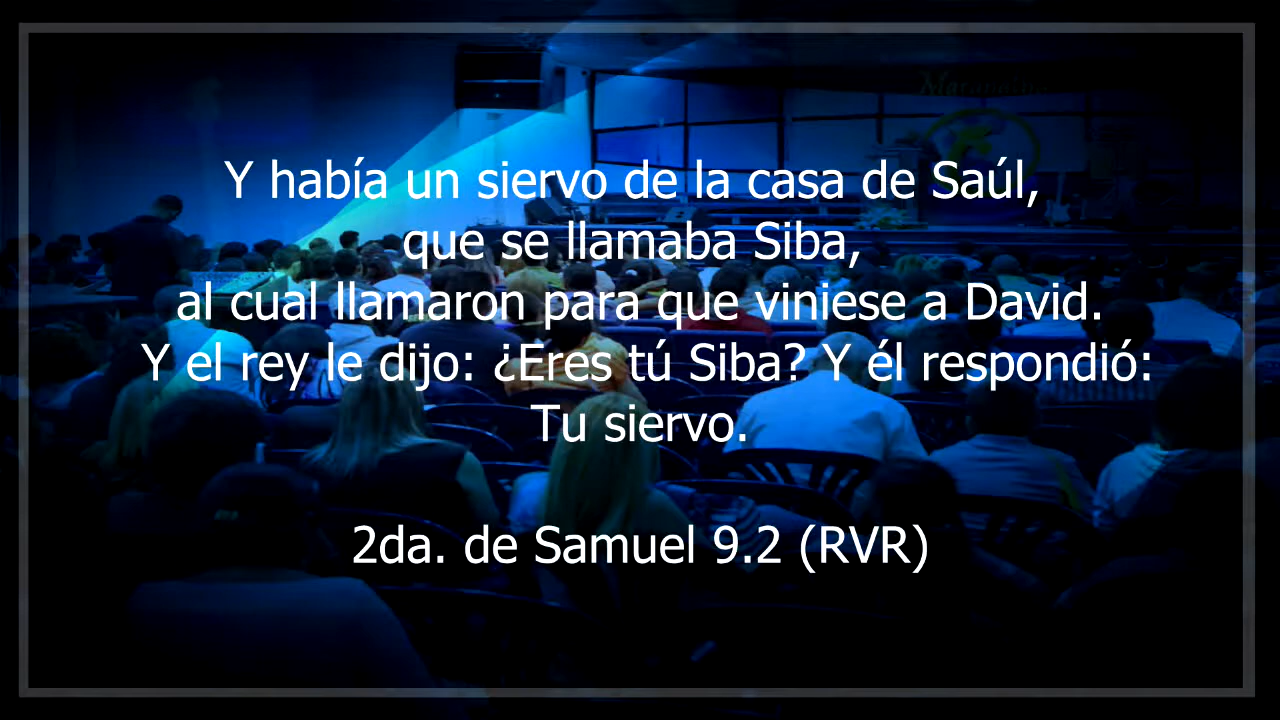 Y había un siervo de la casa de Saúl,
que se llamaba Siba,
al cual llamaron para que viniese a David.
Y el rey le dijo: ¿Eres tú Siba? Y él respondió:
Tu siervo.
2da. de Samuel 9.2 (RVR)